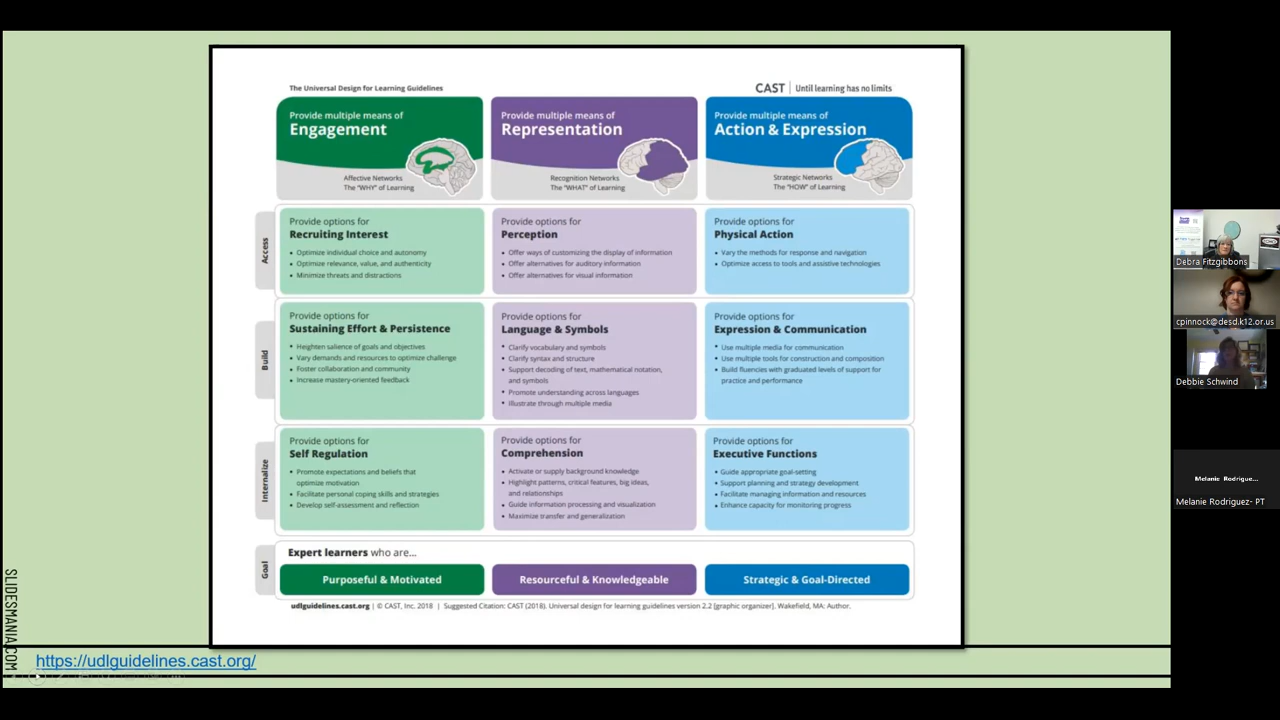 The Universal Design for Learning Guidelines
CAST | Until learning has no limits
Provide multiple means of
Engagement
Affective Networks
The "WHY" of Learning
Provide multiple means of
Representation
Recognition Networks
The "WHAT" of Learning
Provide multiple means of
Action & Expression
Strategic Networks
The "HOW" of Learning
Access
Provide options for
Recruiting Interest
• Optimize individual choice and autonomy
• Optimize relevance, value, and authenticity
• Minimize threats and distractions
Provide options for
Perception
• Offer ways of customizing the display of information
• Offer alternatives for auditory information
• Offer alternatives for visual information
Provide options for
Physical Action
• Vary the methods for response and navigation
• Optimize access to tools and assistive technologies
Build
Provide options for
Sustaining Effort & Persistence
• Heighten salience of goals and objectives
• Vary demands and resources to optimize challenge
• Foster collaboration and community
• Increase mastery-oriented feedback
Provide options for
Language & Symbols
• Clarify vocabulary and symbols
• Clarify syntax and structure
• Support decoding of text, mathematical notation,
and symbols
• Promote understanding across languages
• Illustrate through multiple media
Provide options for
Expression & Communication
• Use multiple media for communication
• Use multiple tools for construction and composition
• Build fluencies with graduated levels of support for
practice and performance
Internalize
Provide options for
Self Regulation
• Promote expectations and beliefs that
optimize motivation
• Facilitate personal coping skills and strategies
• Develop self-assessment and reflection
Provide options for
Comprehension
• Activate or supply background knowledge
• Highlight patterns, critical features, big ideas,
and relationships
• Guide information processing and visualization
• Maximize transfer and generalization
Provide options for
Executive Functions
• Guide appropriate goal-setting
• Support planning and strategy development
• Facilitate managing information and resources
• Enhance capacity for monitoring progress
Goal
Expert learners who are...
Purposeful & Motivated
Resourceful & Knowledgeable
Strategic & Goal-Directed
udlguidelines.cast.org | © CAST, Inc. 2018 | Suggested Citation: CAST (2018). Universal design for learning guidelines version 2.2 [graphic organizer]. Wakefield, MA: Author.
SLIDESMANIA.COM
https://udlguidelines.cast.org/
Debra Fitzgibbons
cpinnock@desd.k12.or.us
Debbie Schwind
Melanie Rodrigue...
Melanie Rodriguez- PT